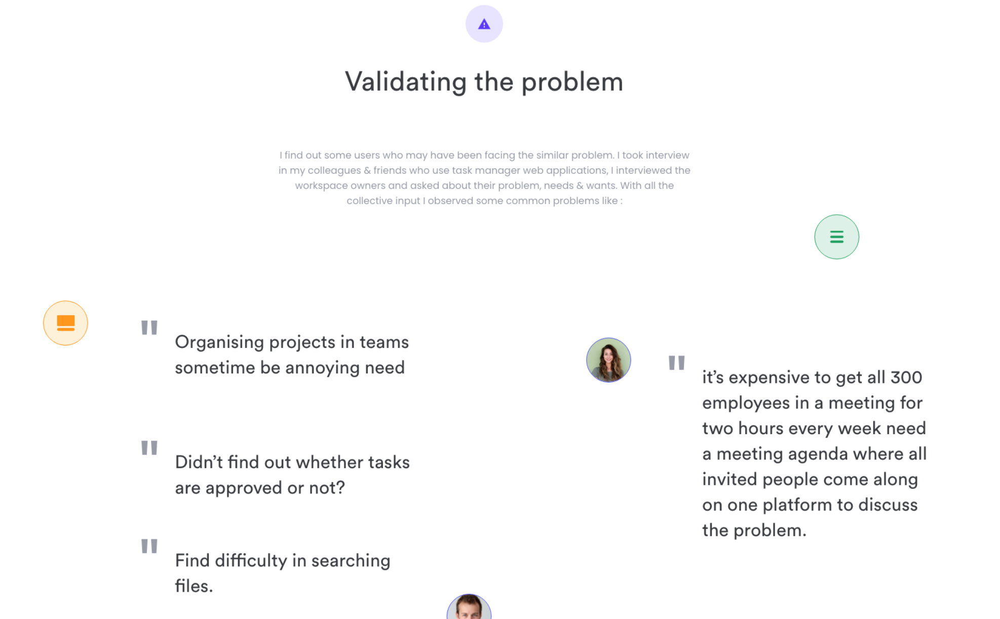 Validating the problem
I find out some users who may have been facing the similar problem. I took interview
in my colleagues & friends who use task manager web applications, I interviewed the
workspace owners and asked about their problem, needs & wants. With all the
collective input I observed some common problems like :
"
Organising projects in teams
sometime be annoying need
"
Didn’t find out whether tasks
are approved or not?
"
Find difficulty in searching
files.
"
it’s expensive to get all 300
employees in a meeting for
two hours every week need
a meeting agenda where all
invited people come along
on one platform to discuss
the problem.